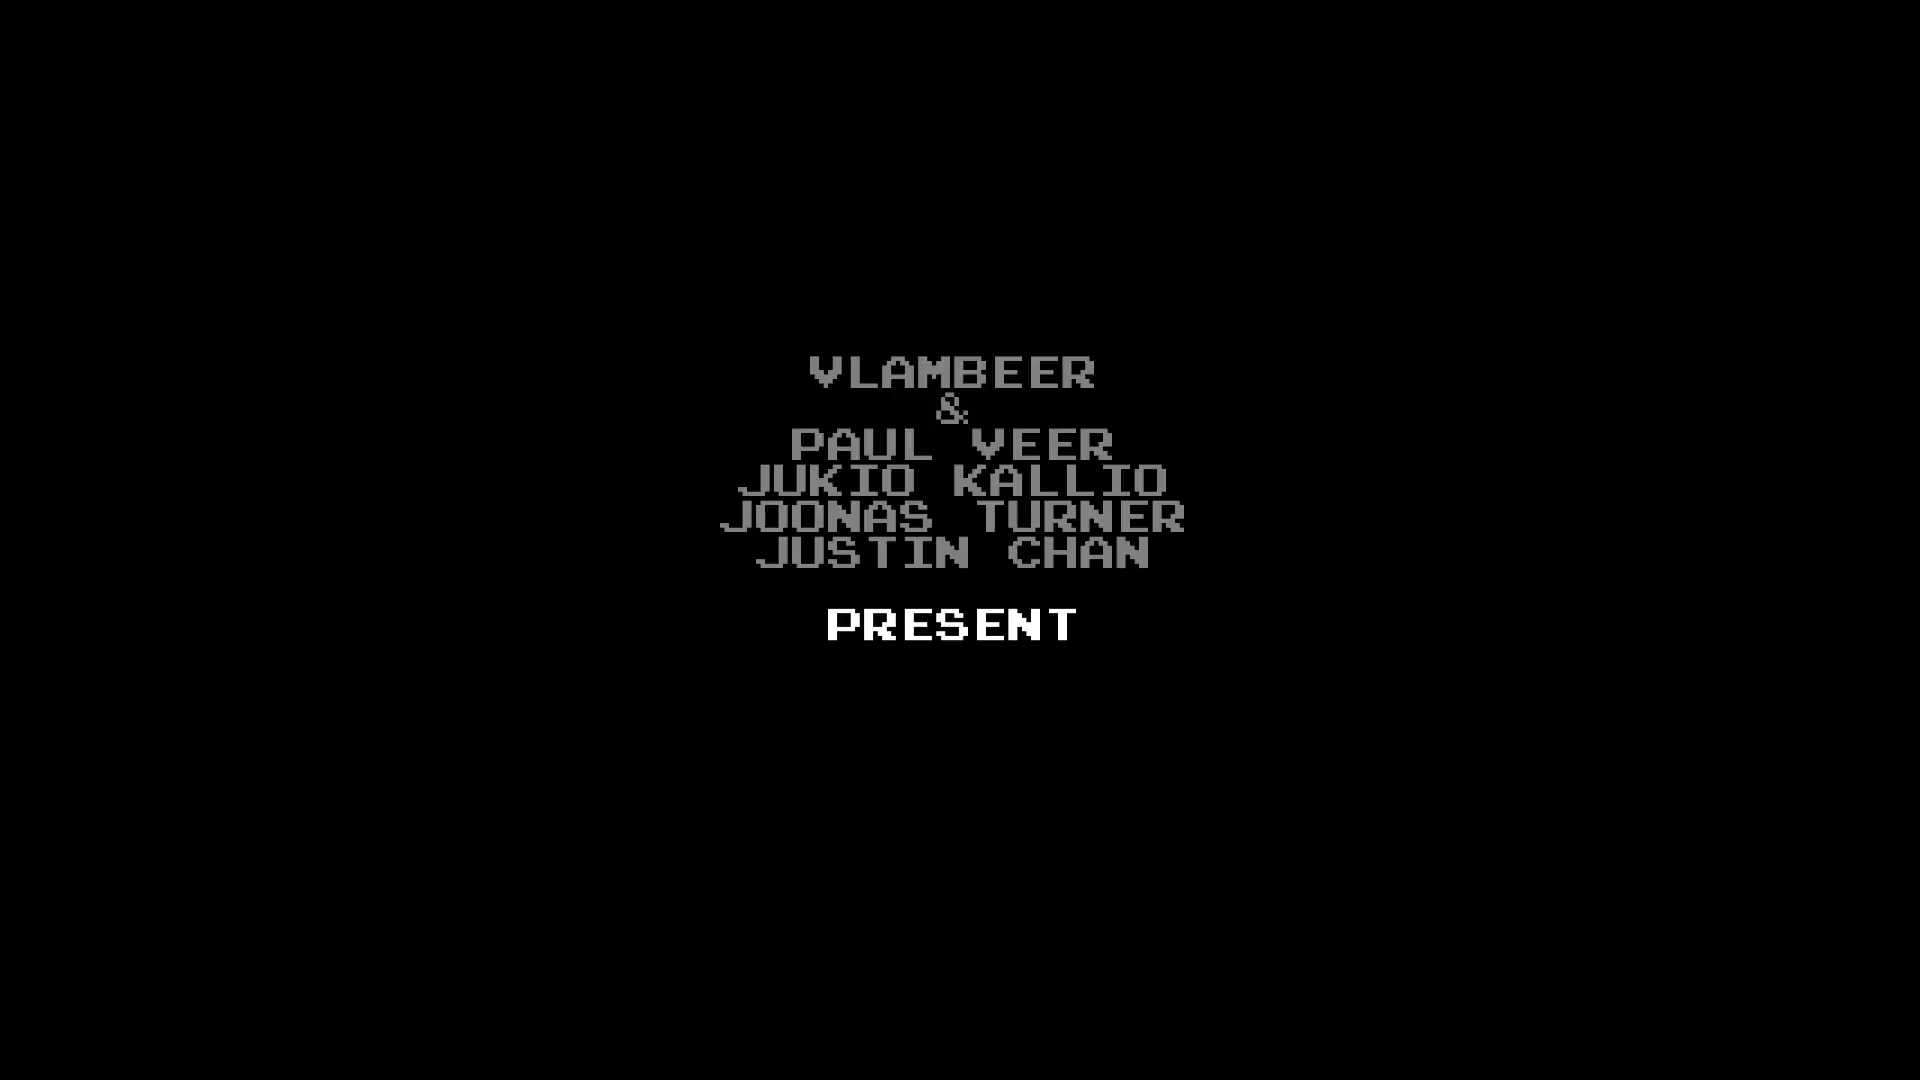 VLAMBEER
&
PAUL VEER
JUKIO KALLIO
JOONAS TURNER
JUSTIN CHAN
PRESENT